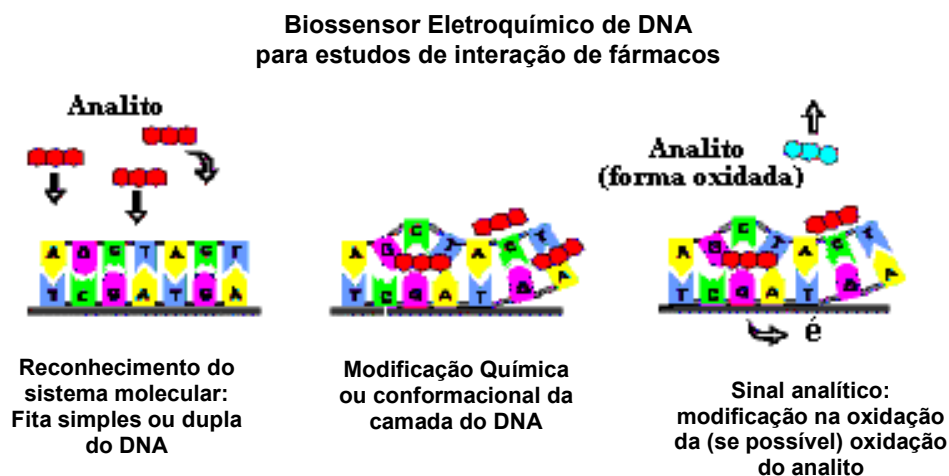 Biossensor Eletroquímico de DNA
para estudos de interação de fármacos
Analito
Analito
(forma oxidada)
é
Reconhecimento do
sistema molecular:
Fita simples ou dupla
do DNA
Modificação Química
ou conformacional da
camada do DNA
Sinal analítico:
modificação na oxidação
da (se possível) oxidação
do analito